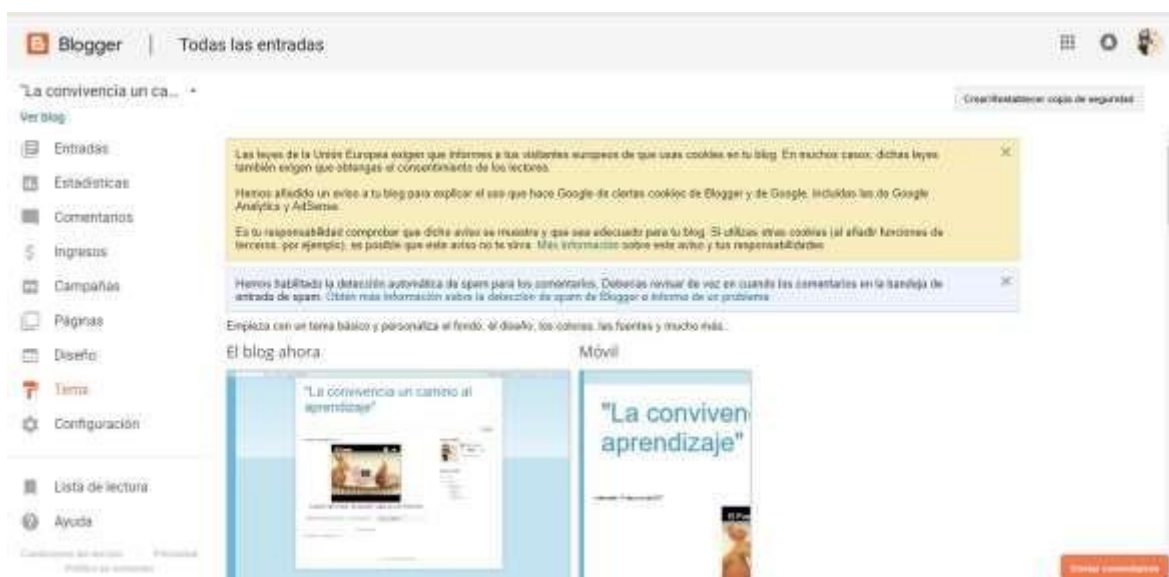 Blogger | Todas las entradas
"La convivencia un ca...
Ver blog
Crear/Restablecer copia de seguridad
Entradas
Estadísticas
Comentarios
Ingresos
Campañas
Páginas
Diseño
Tema
Configuración
Lista de lectura
Ayuda
Las leyes de la Unión Europea exigen que informes a tus visitantes europeos de que usas cookies en tu blog. En muchos casos, dichas leyes
también exigen que obtengas el consentimiento de los lectores.
Hemos añadido un aviso a tu blog para explicar el uso que hace Google de ciertas cookies de Blogger y de Google, incluidas las de Google
Analytics y AdSense.
Es tu responsabilidad comprobar que dicho aviso se muestra y que sea adecuado para tu blog. Si utilizas otras cookies (al añadir funciones de
terceros, por ejemplo), es posible que este aviso no te sirva. Más información sobre este aviso y tus responsabilidades
Hemos habilitado la detección automática de spam para los comentarios. Deberías revisar de vez en cuando los comentarios en la bandeja de
entrada de spam. Obtén más información sobre la detección de spam de Blogger o informa de un problema
Empieza con un tema básico y personaliza el fondo, el diseño, los colores, las fuentes y mucho más.
El blog ahora
Móvil
"La convivencia un camino al
aprendizaje"
"La conviven
aprendizaje"
Enviar comentarios